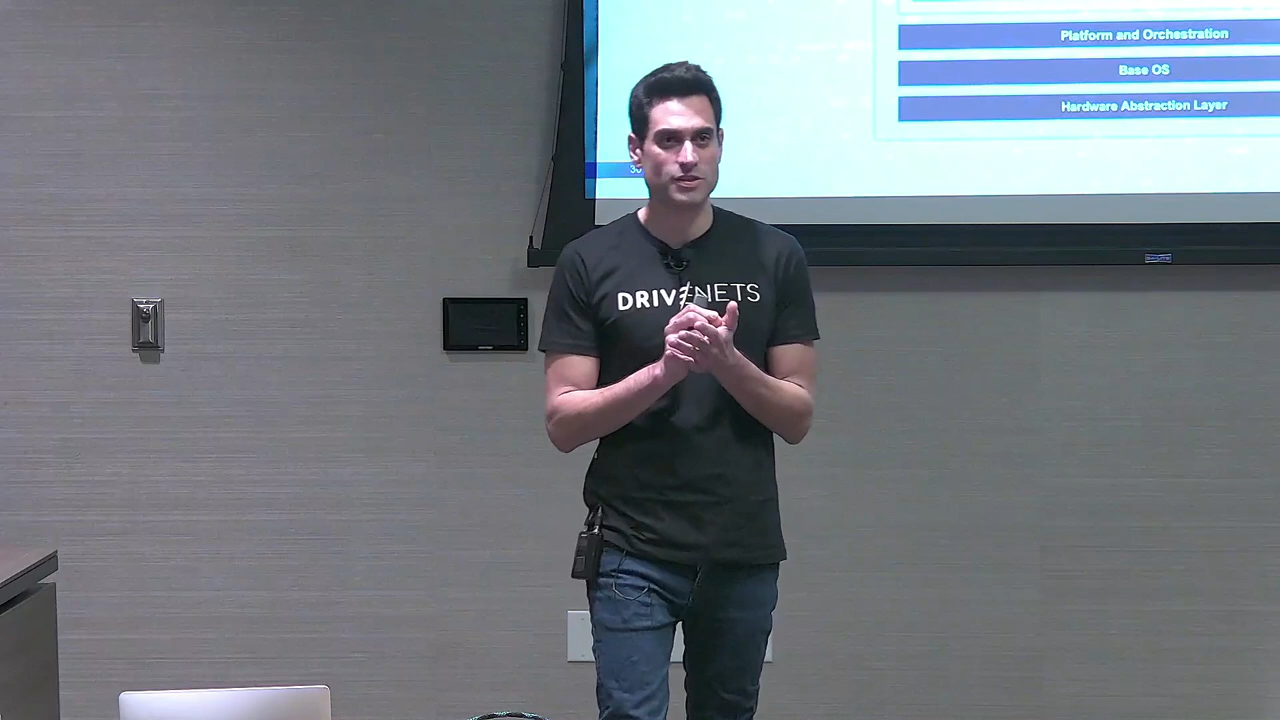 Platform and Orchestration
Base OS
Hardware Abstraction Layer
DRIVENETS